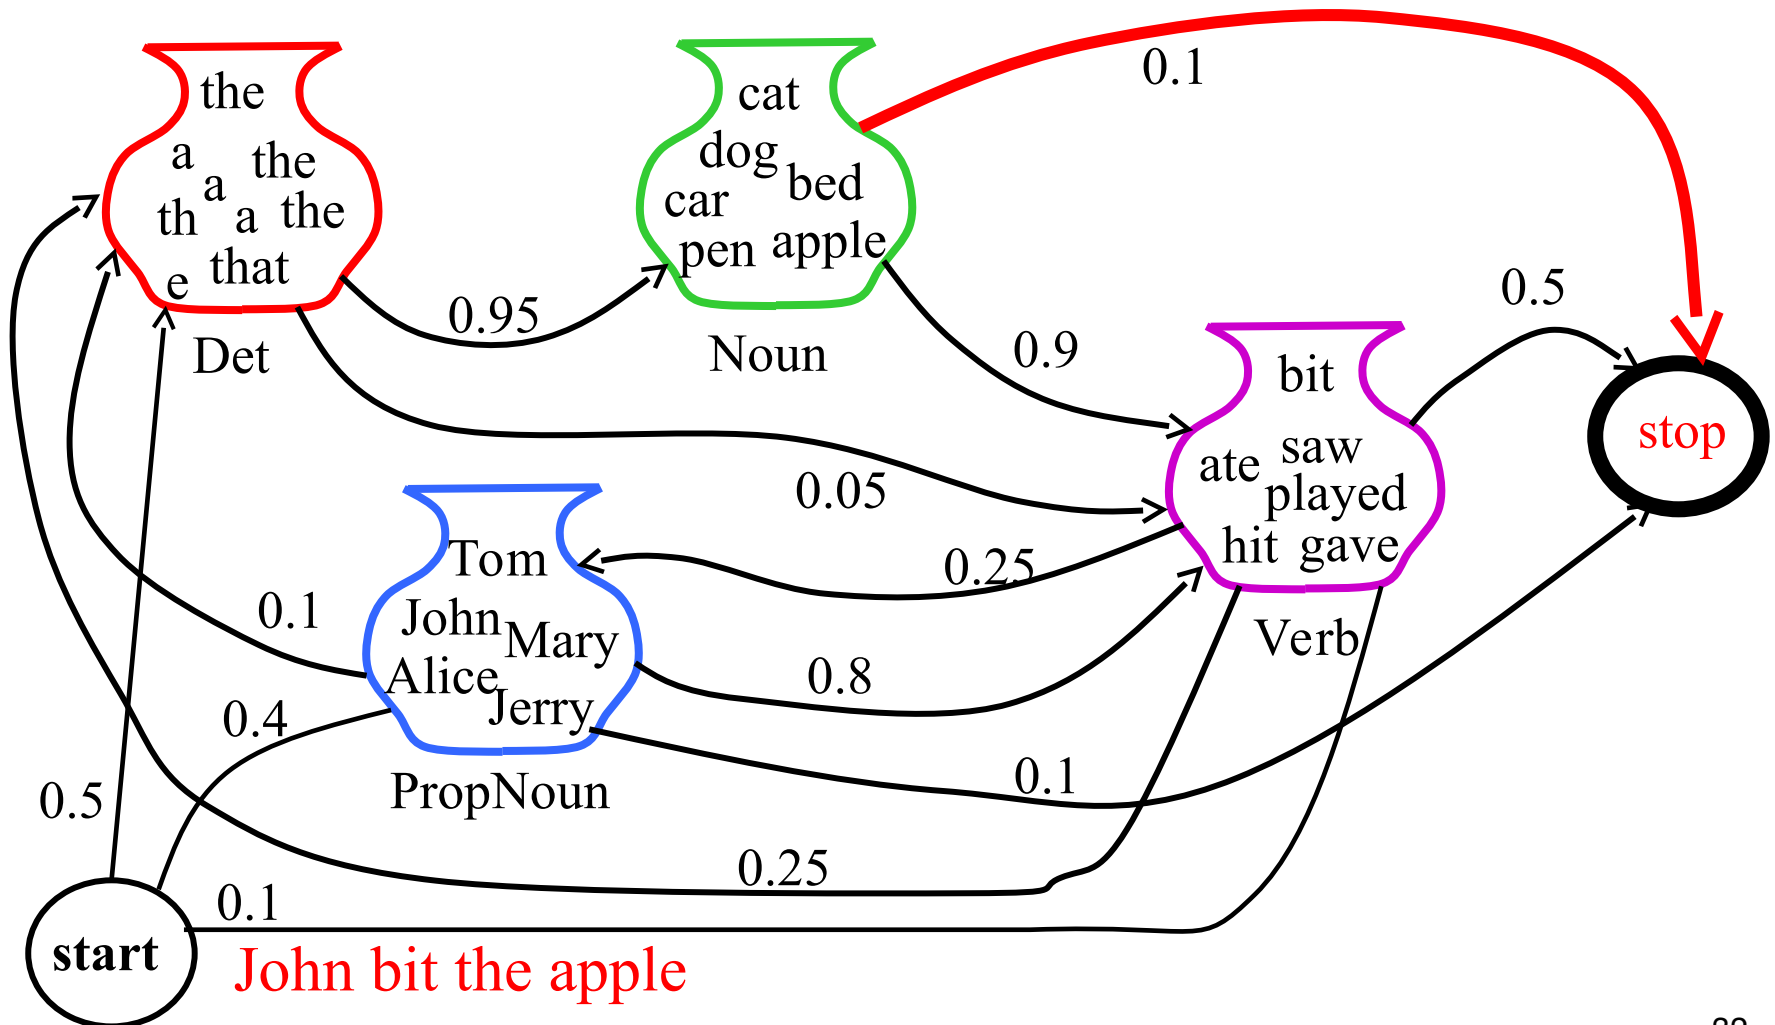 the
a the
a
th a the
e that
Det
0.95
cat
dog
bed
car
pen apple
Noun
0.1
0.9
0.5
bit
saw
ate
played
hit gave
Verb
stop
0.05
0.25
Tom
John
Mary
Alice
Jerry
PropNoun
0.1
0.8
0.4
0.1
0.5
0.25
0.1
start
John bit the apple